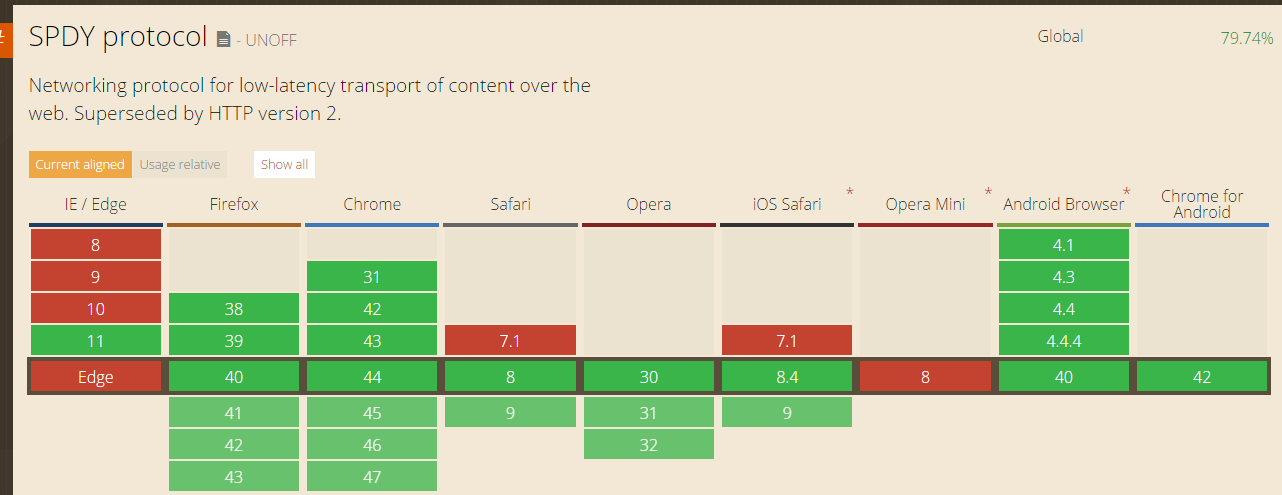 SPDY protocol - UNOFF
Global 79.74%
Networking protocol for low-latency transport of content over the
web. Superseded by HTTP version 2.
Current aligned Usage relative Show all
IE / Edge Firefox Chrome Safari Opera iOS Safari * Opera Mini * Android Browser * Chrome for
Android
8 4.1
9 31 4.3
10 38 42 4.4
11 39 43 7.1 7.1 4.4.4
Edge 40 44 8 30 8.4 8 40 42
41 45 9 31 9
42 46 32
43 47